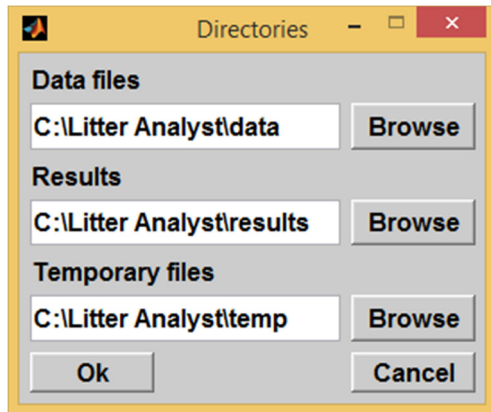 Directories
Data files
C:\Litter Analyst\data Browse
Results
C:\Litter Analyst\results Browse
Temporary files
C:\Litter Analyst\temp Browse
Ok Cancel